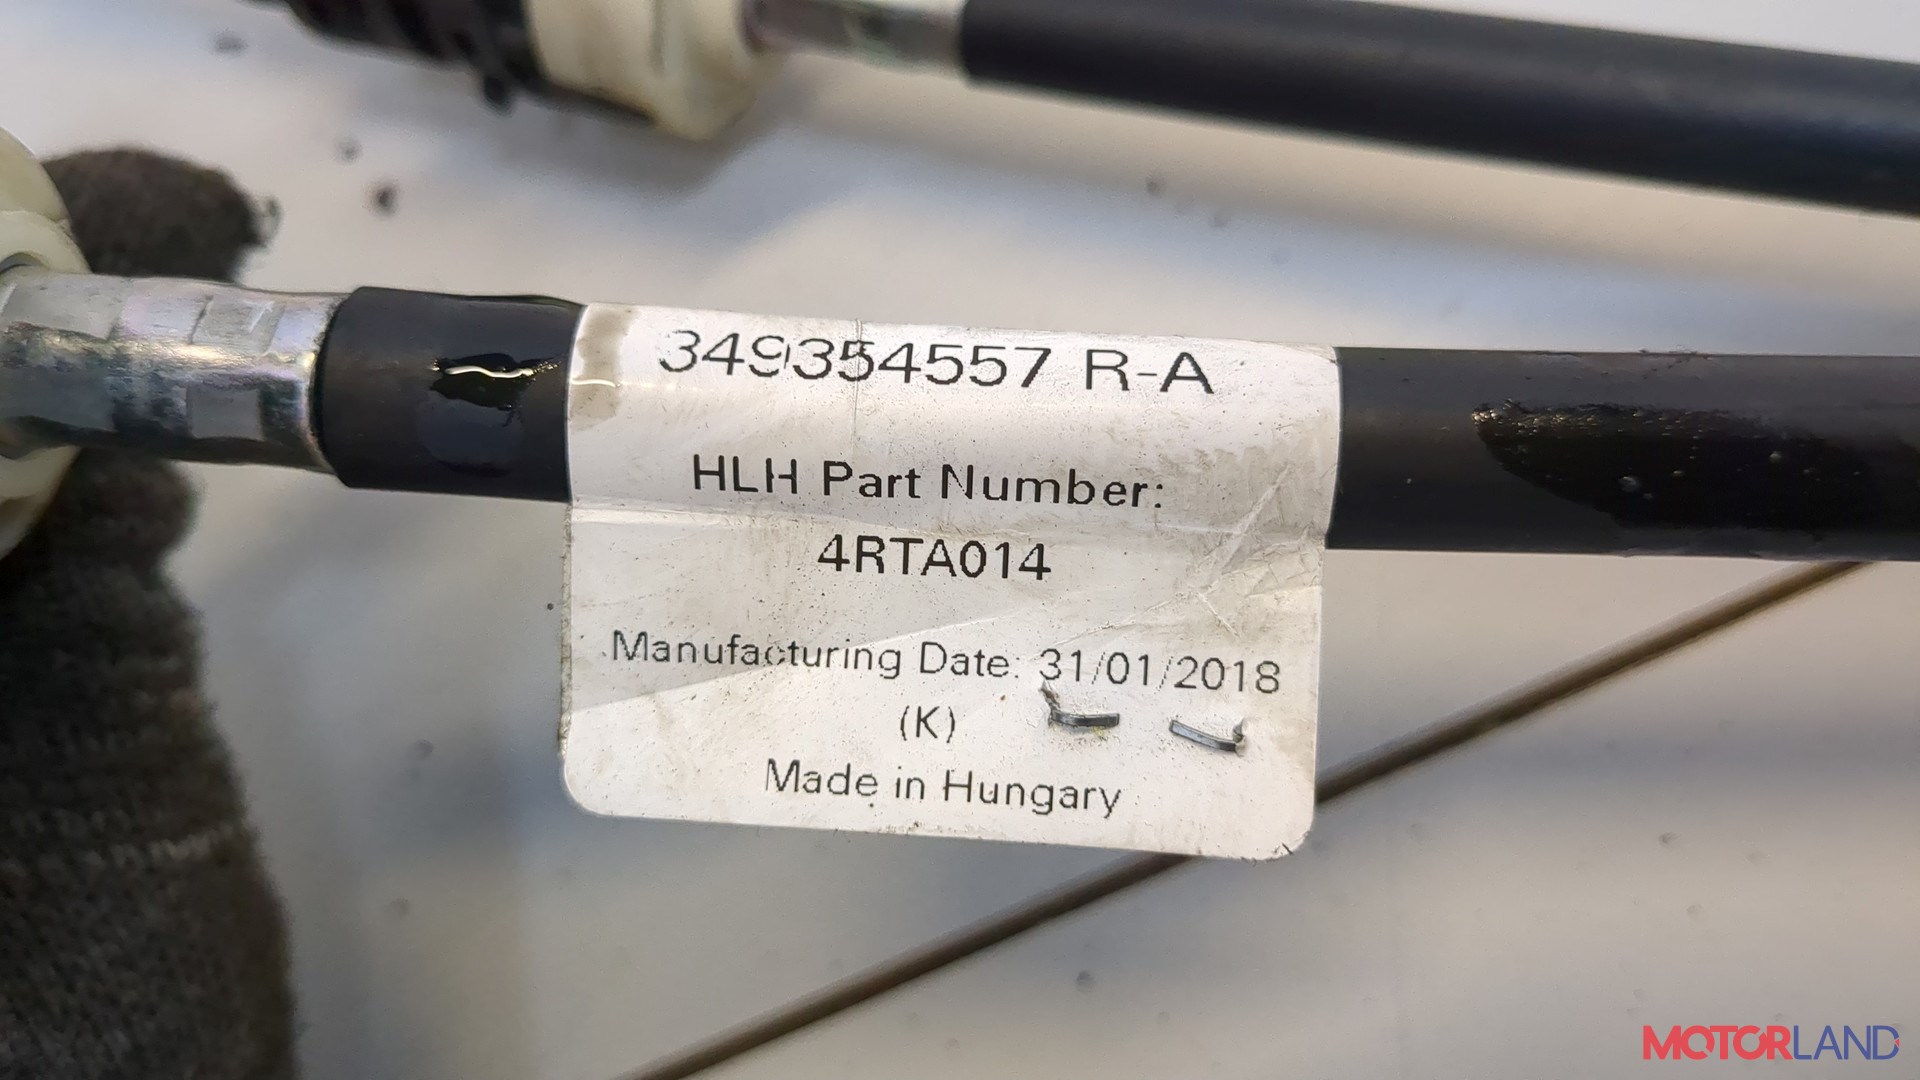 349354557 R-A
HLH Part Number:
4RTA014
Manufacturing Date: 31/01/2018
(K)
Made in Hungary
MOTORLAND